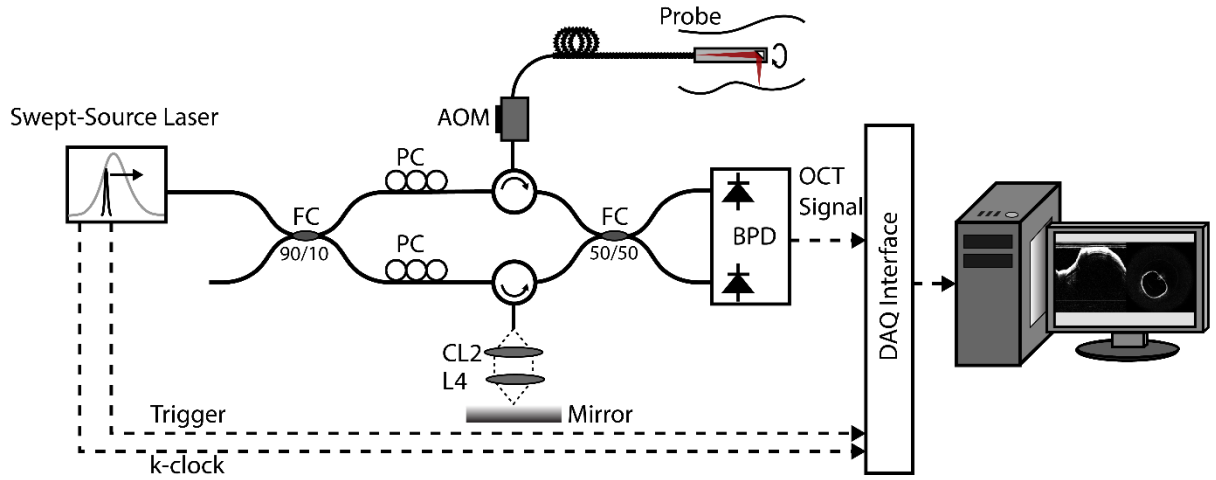 Probe
AOM
Swept-Source Laser
PC
FC
90/10
PC
FC
50/50
BPD
OCT
Signal
DAQ Interface
CL2
L4
Mirror
Trigger
k-clock